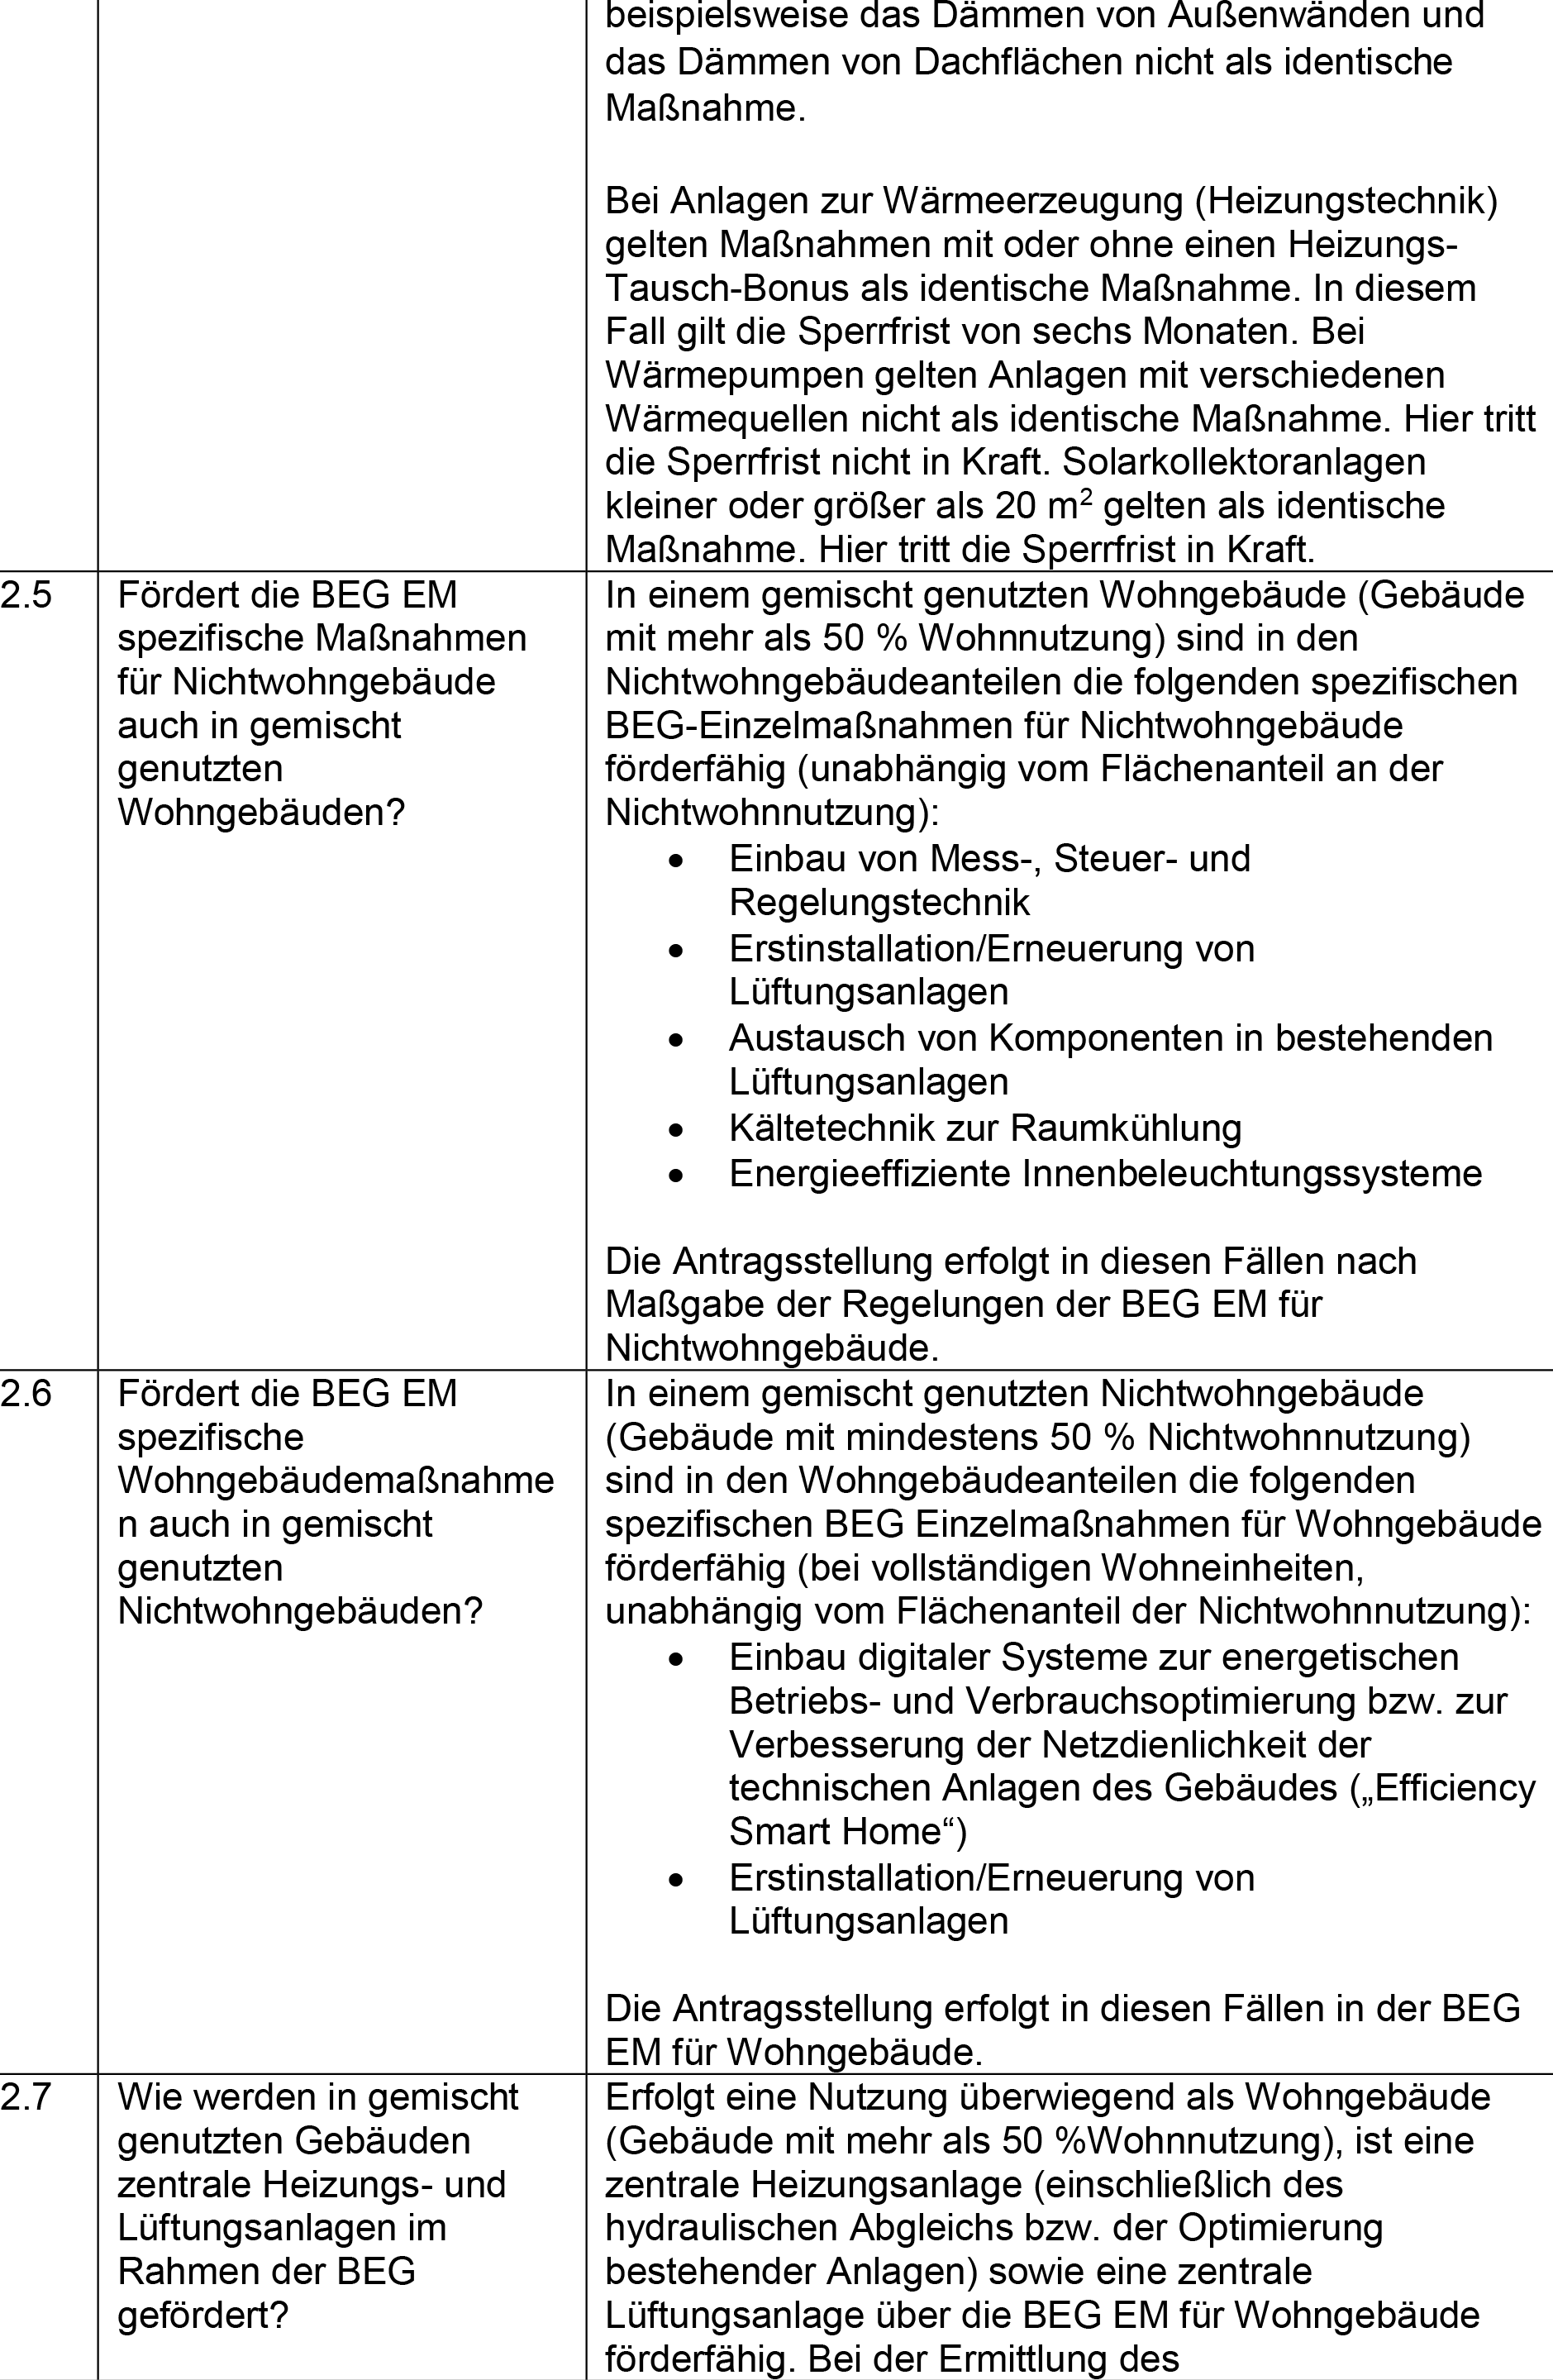 beispielsweise das Dämmen von Außenwänden und
das Dämmen von Dachflächen nicht als identische
Maßnahme.
Bei Anlagen zur Wärmeerzeugung (Heizungstechnik)
gelten Maßnahmen mit oder ohne einen Heizungs-
Tausch-Bonus als identische Maßnahme. In diesem
Fall gilt die Sperrfrist von sechs Monaten. Bei
Wärmepumpen gelten Anlagen mit verschiedenen
Wärmequellen nicht als identische Maßnahme. Hier tritt
die Sperrfrist nicht in Kraft. Solarkollektoranlagen
kleiner oder größer als 20 m² gelten als identische
Maßnahme. Hier tritt die Sperrfrist in Kraft.
2.5
Fördert die BEG EM
spezifische Maßnahmen
für Nichtwohngebäude
auch in gemischt
genutzten
Wohngebäuden?
In einem gemischt genutzten Wohngebäude (Gebäude
mit mehr als 50 % Wohnnutzung) sind in den
Nichtwohngebäudeanteilen die folgenden spezifischen
BEG-Einzelmaßnahmen für Nichtwohngebäude
förderfähig (unabhängig vom Flächenanteil an der
Nichtwohnnutzung):
• Einbau von Mess-, Steuer- und
Regelungstechnik
• Erstinstallation/Erneuerung von
Lüftungsanlagen
• Austausch von Komponenten in bestehenden
Lüftungsanlagen
• Kältetechnik zur Raumkühlung
• Energieeffiziente Innenbeleuchtungssysteme
Die Antragsstellung erfolgt in diesen Fällen nach
Maßgabe der Regelungen der BEG EM für
Nichtwohngebäude.
2.6
Fördert die BEG EM
spezifische
Wohngebäudemaßnahme
n auch in gemischt
genutzten
Nichtwohngebäuden?
In einem gemischt genutzten Nichtwohngebäude
(Gebäude mit mindestens 50 % Nichtwohnnutzung)
sind in den Wohngebäudeanteilen die folgenden
spezifischen BEG Einzelmaßnahmen für Wohngebäude
förderfähig (bei vollständigen Wohneinheiten,
unabhängig vom Flächenanteil der Nichtwohnnutzung):
• Einbau digitaler Systeme zur energetischen
Betriebs- und Verbrauchsoptimierung bzw. zur
Verbesserung der Netzdienlichkeit der
technischen Anlagen des Gebäudes („Efficiency
Smart Home“)
• Erstinstallation/Erneuerung von
Lüftungsanlagen
Die Antragsstellung erfolgt in diesen Fällen in der BEG
EM für Wohngebäude.
2.7
Wie werden in gemischt
genutzten Gebäuden
zentrale Heizungs- und
Lüftungsanlagen im
Rahmen der BEG
gefördert?
Erfolgt eine Nutzung überwiegend als Wohngebäude
(Gebäude mit mehr als 50 %Wohnnutzung), ist eine
zentrale Heizungsanlage (einschließlich des
hydraulischen Abgleichs bzw. der Optimierung
bestehender Anlagen) sowie eine zentrale
Lüftungsanlage über die BEG EM für Wohngebäude
förderfähig. Bei der Ermittlung des